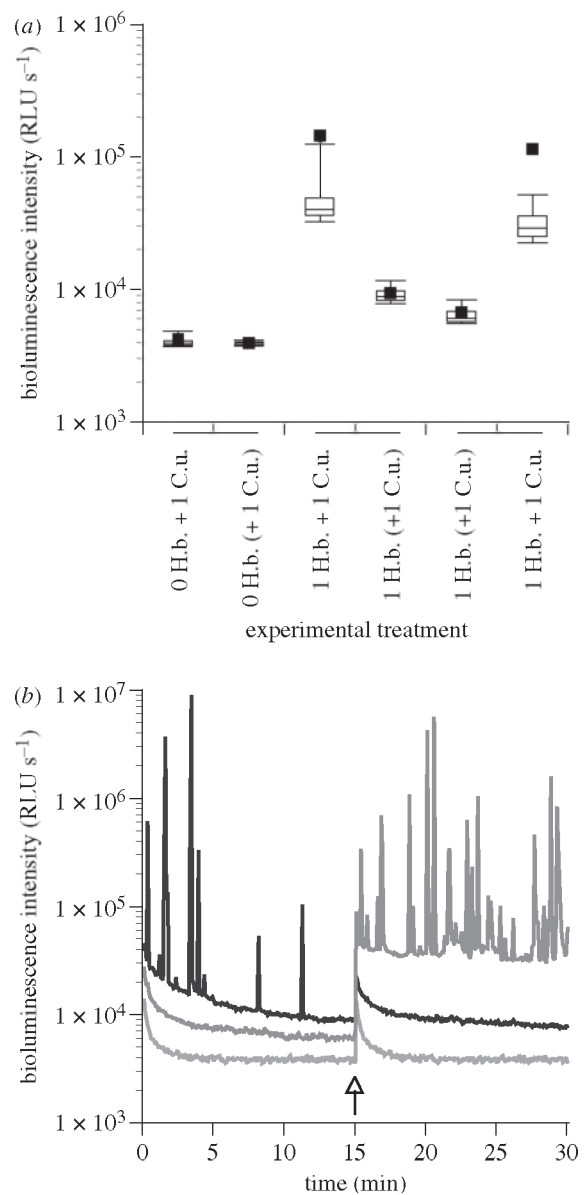 (a)
1 × 10⁶
1 × 10⁵
1 × 10⁴
1 × 10³
bioluminescence intensity (RLU s⁻¹)
0 H.b. + 1 C.u.
0 H.b. (+ 1 C.u.)
1 H.b. + 1 C.u.
1 H.b. (+1 C.u.)
1 H.b. (+1 C.u.)
1 H.b. + 1 C.u.
experimental treatment
(b)
1 × 10⁷
1 × 10⁶
1 × 10⁵
1 × 10⁴
1 × 10³
bioluminescence intensity (RLU s⁻¹)
0 5 10 15 20 25 30
time (min)